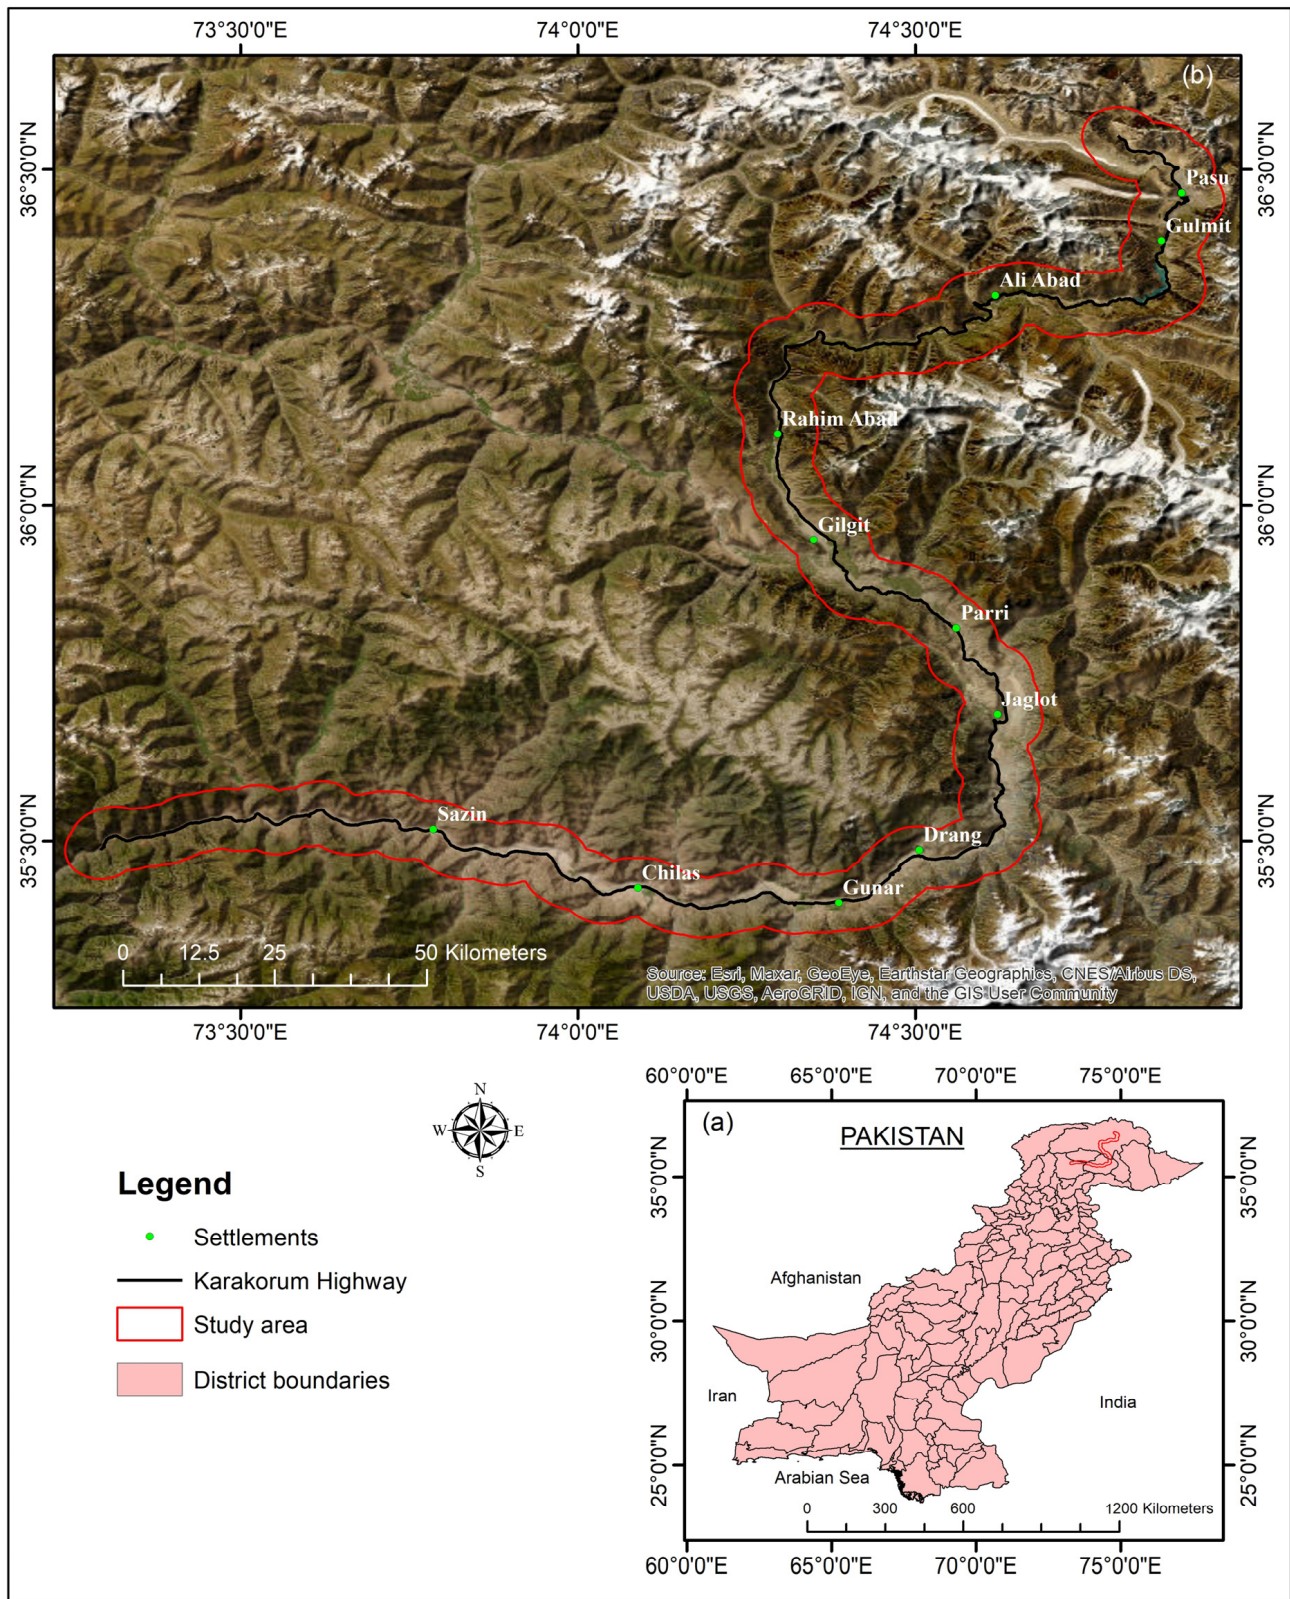 73°30'0"E 74°0'0"E 74°30'0"E
(b)
36°30'0"N
36°30'0"N
Pasu
Gulmit
Ali Abad
Rahim Abad
36°0'0"N
36°0'0"N
Gilgit
Parri
Jaglot
Sazin
Drang
35°30'0"N
35°30'0"N
Chilas
Gunar
0 12.5 25 50 Kilometers
Source: Esri, Maxar, GeoEye, Earthstar Geographics, CNES/Airbus DS,
USDA, USGS, AeroGRID, IGN, and the GIS User Community
73°30'0"E 74°0'0"E 74°30'0"E
N
W E
S
Legend
Settlements
Karakorum Highway
Study area
District boundaries
60°0'0"E 65°0'0"E 70°0'0"E 75°0'0"E
(a)
PAKISTAN
35°0'0"N
35°0'0"N
Afghanistan
30°0'0"N
30°0'0"N
Iran
India
25°0'0"N
25°0'0"N
Arabian Sea
0 300 600 1200 Kilometers
60°0'0"E 65°0'0"E 70°0'0"E 75°0'0"E